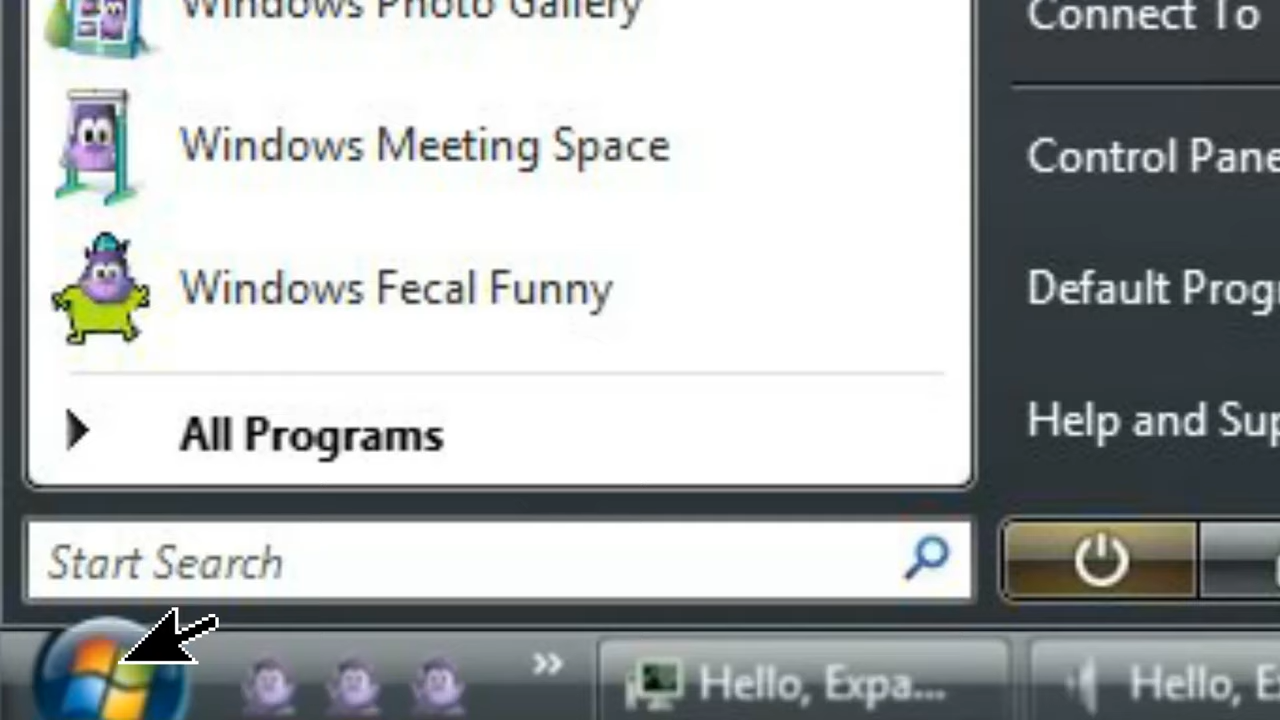 Windows Photo Gallery
Windows Meeting Space
Windows Fecal Funny
All Programs
Start Search
Connect To
Control Pane
Default Progr
Help and Sup
Hello, Expa...
Hello, Ex